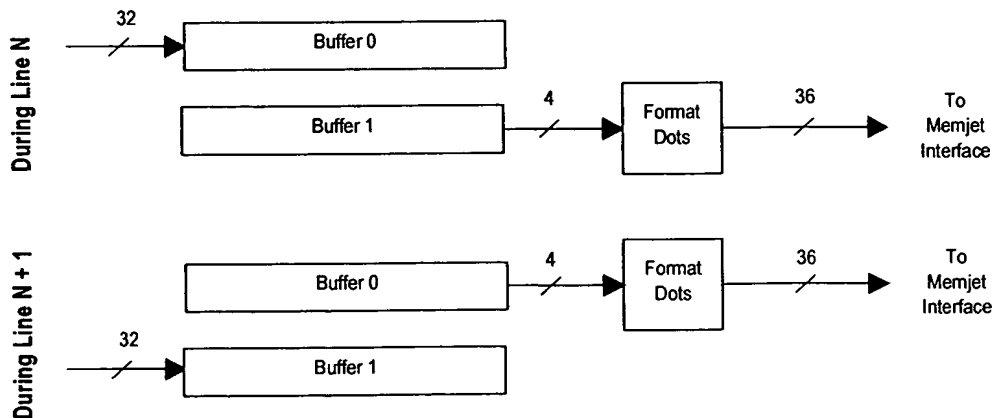 During Line N
32
Buffer 0
Buffer 1
4
Format
Dots
36
To
Memjet
Interface
During Line N + 1
Buffer 0
4
Format
Dots
36
To
Memjet
Interface
32
Buffer 1